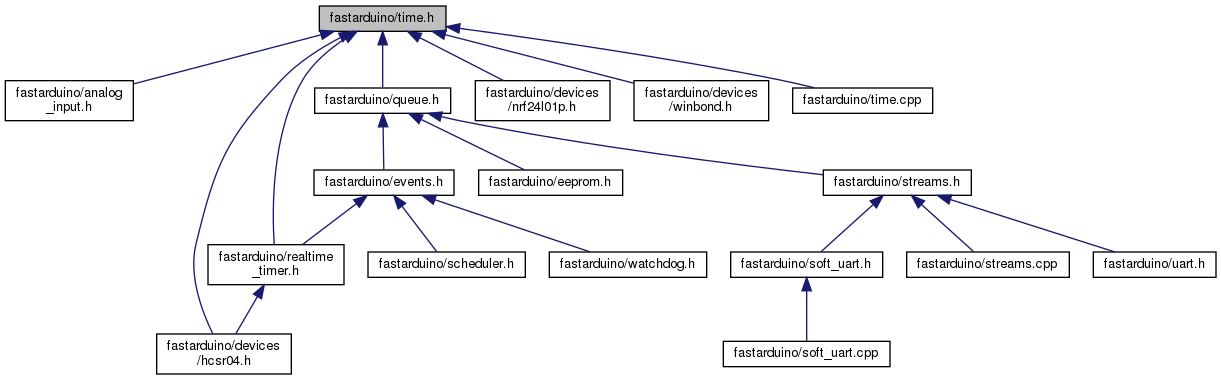 fastarduino/time.h
fastarduino/analog
_input.h
fastarduino/queue.h
fastarduino/devices
/nrf24l01p.h
fastarduino/devices
/winbond.h
fastarduino/time.cpp
fastarduino/events.h
fastarduino/eeprom.h
fastarduino/streams.h
fastarduino/realtime
_timer.h
fastarduino/scheduler.h
fastarduino/watchdog.h
fastarduino/soft_uart.h
fastarduino/streams.cpp
fastarduino/uart.h
fastarduino/devices
/hcsr04.h
fastarduino/soft_uart.cpp